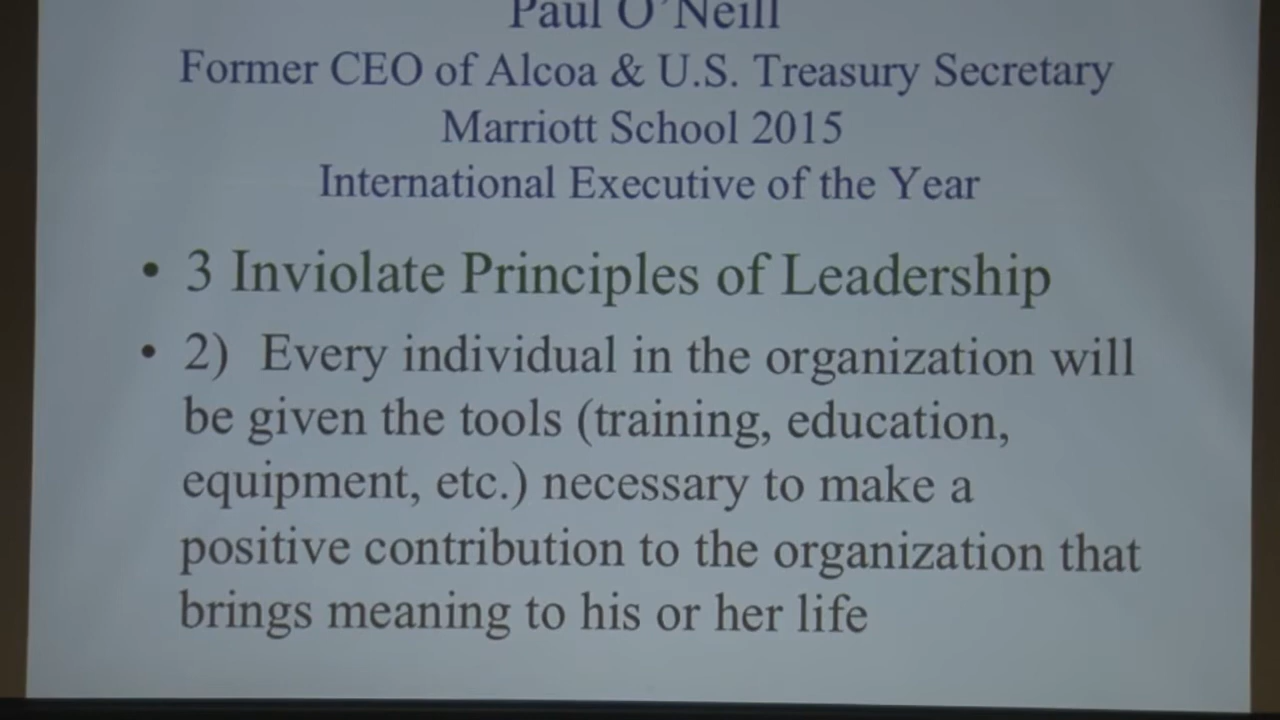 Paul O'Neill
Former CEO of Alcoa & U.S. Treasury Secretary
Marriott School 2015
International Executive of the Year
• 3 Inviolate Principles of Leadership
• 2) Every individual in the organization will
be given the tools (training, education,
equipment, etc.) necessary to make a
positive contribution to the organization that
brings meaning to his or her life